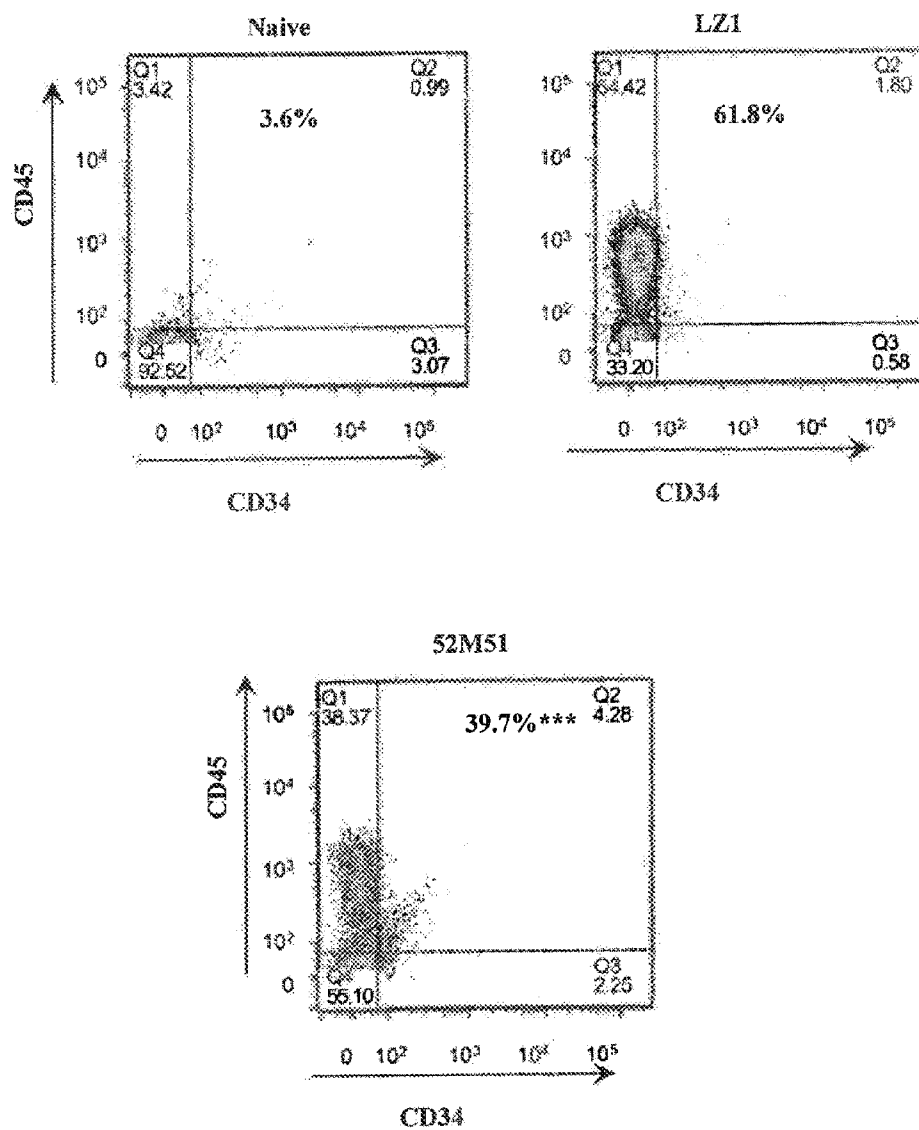 Naive
Q1
3.42
Q2
0.99
3.6%
10⁵
10⁴
10³
10²
0
CD45
Q4
92.52
Q3
3.07
0 10² 10³ 10⁴ 10⁵
CD34
LZ1
Q1
64.42
Q2
1.80
61.8%
10⁵
10⁴
10³
10²
0
Q4
33.20
Q3
0.58
0 10² 10³ 10⁴ 10⁵
CD34
52M51
Q1
38.37
Q2
4.28
39.7%***
10⁵
10⁴
10³
10²
0
CD45
55.10
Q3
2.25
0 10² 10³ 10⁴ 10⁵
CD34